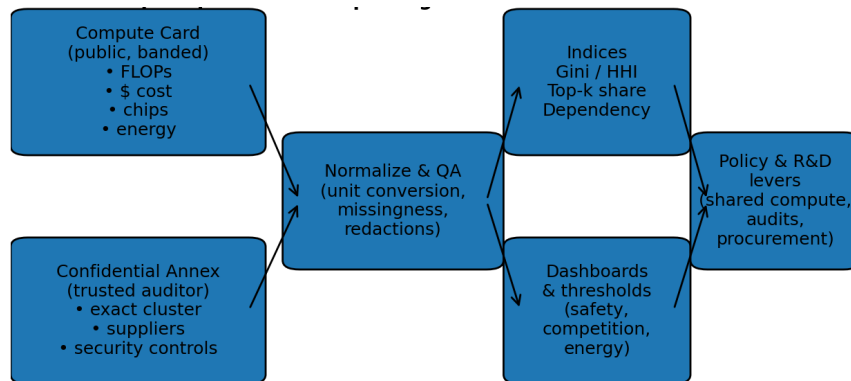 Compute Card
(public, banded)
• FLOPs
• $ cost
• chips
• energy
Confidential Annex
(trusted auditor)
• exact cluster
• suppliers
• security controls
Normalize & QA
(unit conversion,
missingness,
redactions)
Indices
Gini / HHI
Top-k share
Dependency
Dashboards
& thresholds
(safety,
competition,
energy)
Policy & R&D
levers
(shared compute,
audits,
procurement)